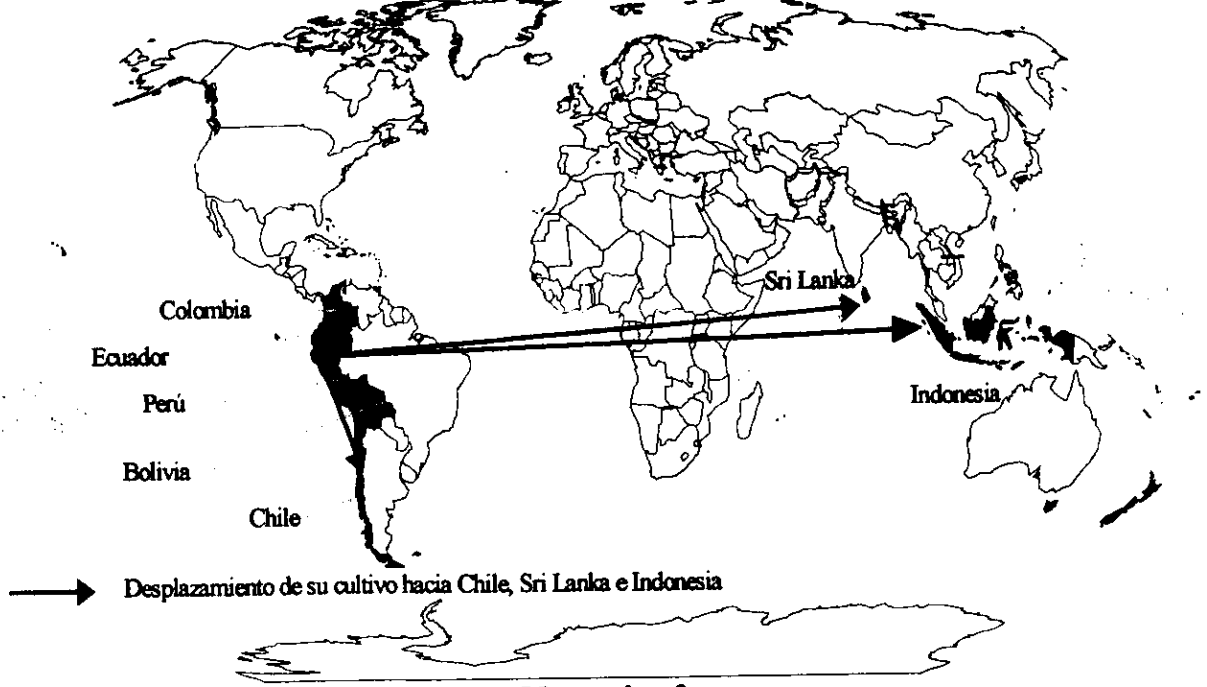 Sri Lanka
Colombia
Ecuador
Perú
Indonesia
Bolivia
Chile
Desplazamiento de su cultivo hacia Chile, Sri Lanka e Indonesia